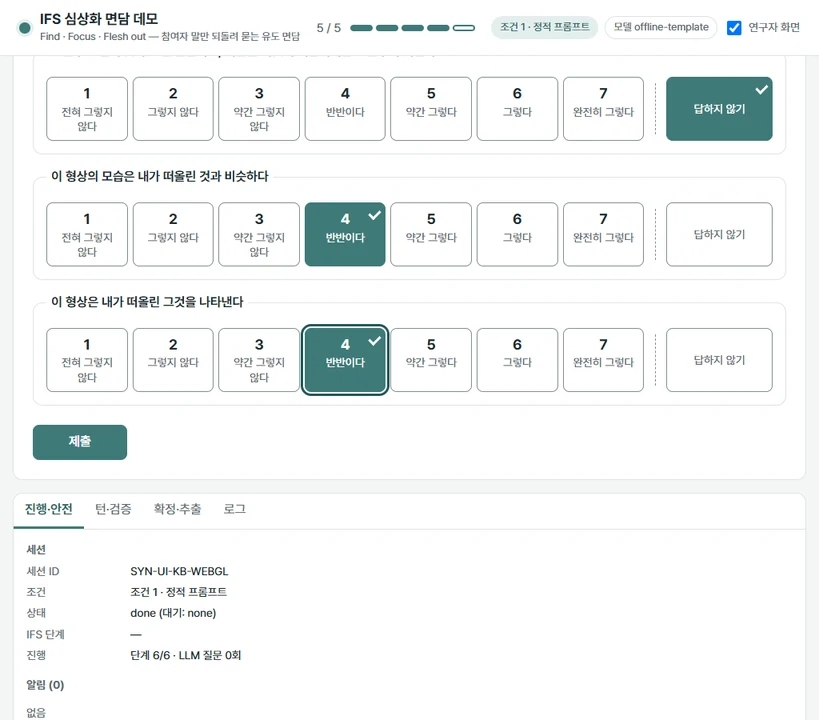 IFS 심상화 면담 데모
Find · Focus · Flesh out — 참여자 말만 되돌려 묻는 유도 면담
5 / 5
조건 1 · 정적 프롬프트
모델 offline-template
연구자 화면
1 2 3 4 5 6 7
전혀 그렇지 않다 그렇지 않다 약간 그렇지 않다 반반이다 약간 그렇다 그렇다 완전히 그렇다 답하지 않기
이 형상의 모습은 내가 떠올린 것과 비슷하다
1 2 3 4 5 6 7
전혀 그렇지 않다 그렇지 않다 약간 그렇지 않다 반반이다 약간 그렇다 그렇다 완전히 그렇다 답하지 않기
이 형상은 내가 떠올린 그것을 나타낸다
1 2 3 4 5 6 7
전혀 그렇지 않다 그렇지 않다 약간 그렇지 않다 반반이다 약간 그렇다 그렇다 완전히 그렇다 답하지 않기
제출
진행·안전 턴·검증 확정·추출 로그
세션
세션 ID SYN-UI-KB-WEBGL
조건 조건 1 · 정적 프롬프트
상태 done (대기: none)
IFS 단계 —
진행 단계 6/6 · LLM 질문 0회
알림 (0)
없음